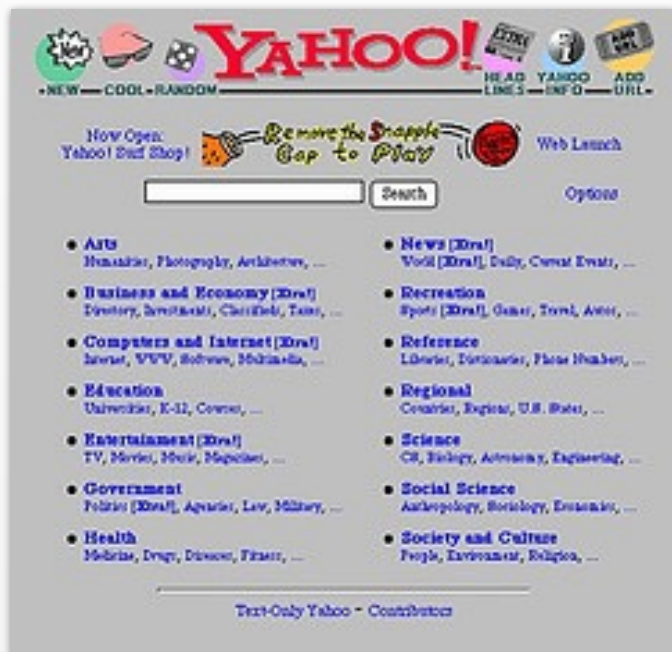 New
EXTRA
i
ADD URL
YAHOO!
NEW COOL RANDOM
HEAD LINES YAHOO INFO ADD URL
Now Open:
Yahoo! Surf Shop!
Remove the Snapple
Cap to Play
Web Launch
Search
Options
Arts
Humanities, Photography, Architecture, ...
Business and Economy [Xtra!]
Directory, Investments, Classifieds, Taxes, ...
Computers and Internet [Xtra!]
Internet, WWW, Software, Multimedia, ...
Education
Universities, K-12, Courses, ...
Entertainment [Xtra!]
TV, Movies, Music, Magazines, ...
Government
Politics [Xtra!], Agencies, Law, Military, ...
Health
Medicine, Drugs, Diseases, Fitness, ...
News [Xtra!]
World [Xtra!], Daily, Current Events, ...
Recreation
Sports [Xtra!], Games, Travel, Autos, ...
Reference
Libraries, Dictionaries, Phone Numbers, ...
Regional
Countries, Regions, U.S. States, ...
Science
CS, Biology, Astronomy, Engineering, ...
Social Science
Anthropology, Sociology, Economics, ...
Society and Culture
People, Environment, Religion, ...
Text-Only Yahoo - Contributors